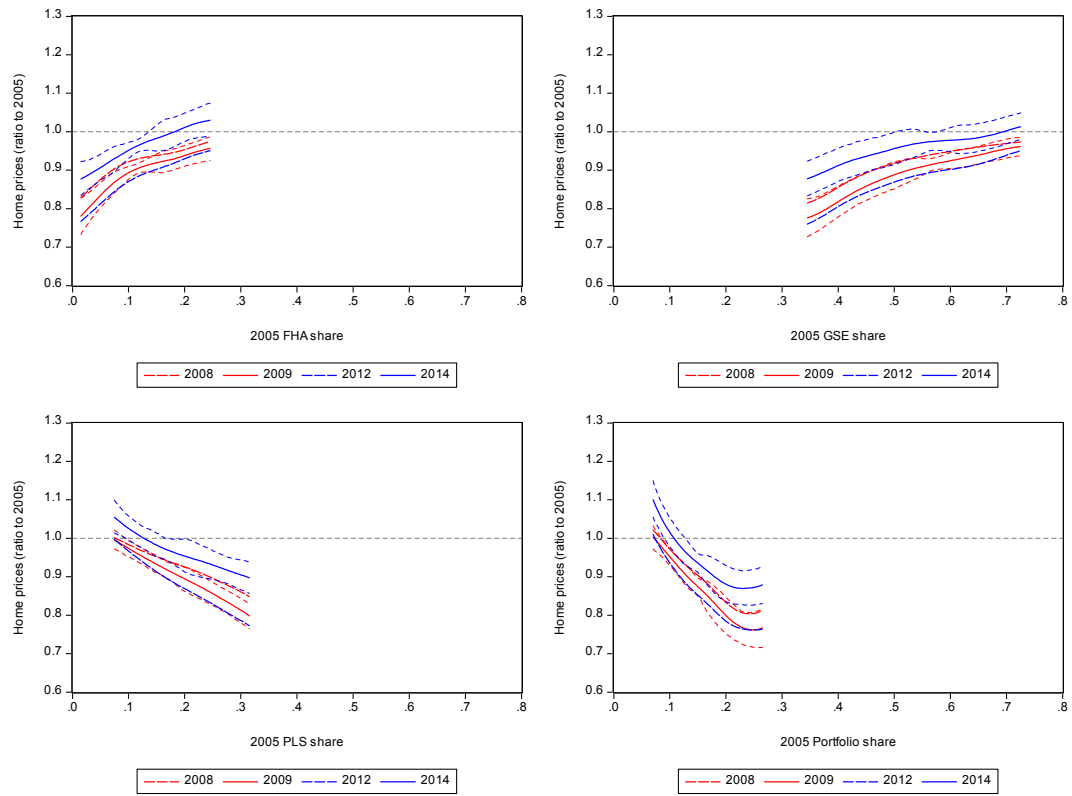 1.3
1.2
1.1
1.0
0.9
0.8
0.7
0.6
Home prices (ratio to 2005)
.0 .1 .2 .3 .4 .5 .6 .7 .8
2005 FHA share
2008 2009 2012 2014
1.3
1.2
1.1
1.0
0.9
0.8
0.7
0.6
Home prices (ratio to 2005)
.0 .1 .2 .3 .4 .5 .6 .7 .8
2005 GSE share
2008 2009 2012 2014
1.3
1.2
1.1
1.0
0.9
0.8
0.7
0.6
Home prices (ratio to 2005)
.0 .1 .2 .3 .4 .5 .6 .7 .8
2005 PLS share
2008 2009 2012 2014
1.3
1.2
1.1
1.0
0.9
0.8
0.7
0.6
Home prices (ratio to 2005)
.0 .1 .2 .3 .4 .5 .6 .7 .8
2005 Portfolio share
2008 2009 2012 2014